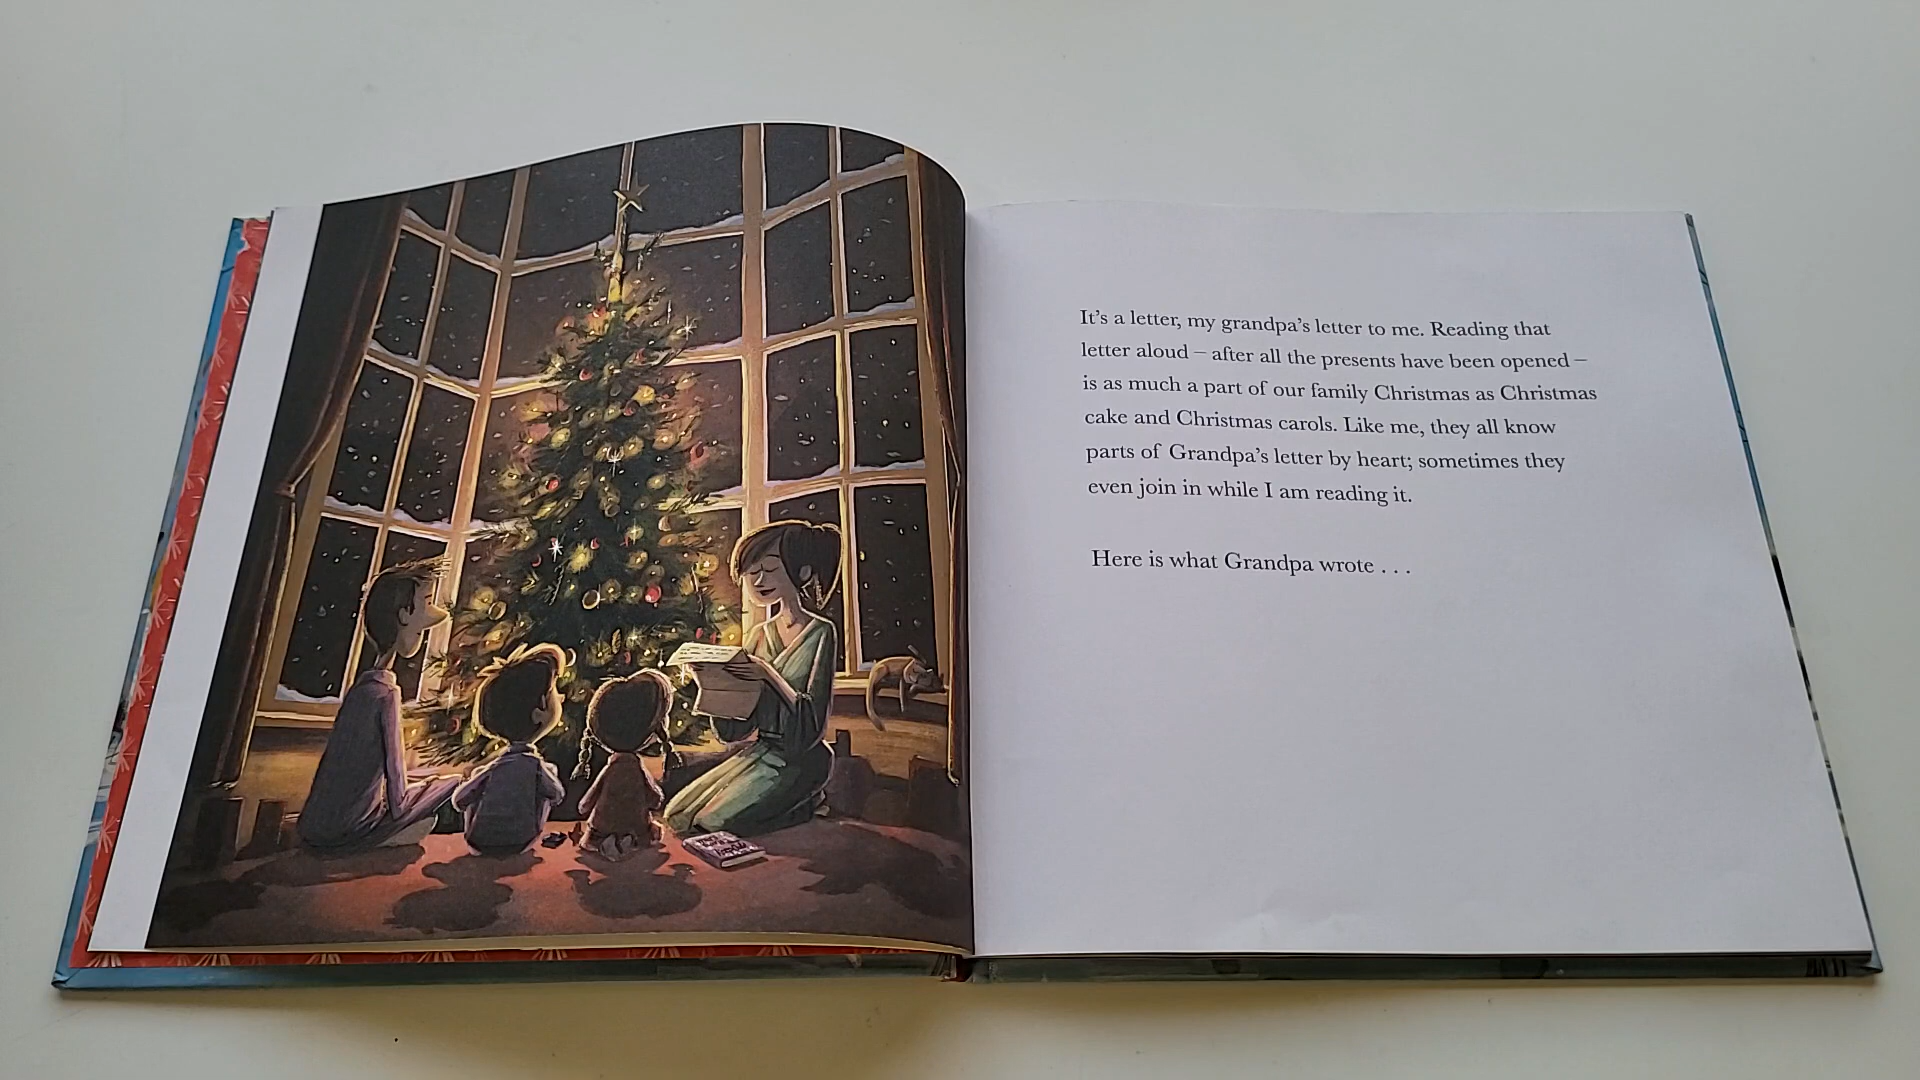 It's a letter, my grandpa's letter to me. Reading that
letter aloud – after all the presents have been opened –
is as much a part of our family Christmas as Christmas
cake and Christmas carols. Like me, they all know
parts of Grandpa's letter by heart; sometimes they
even join in while I am reading it.
Here is what Grandpa wrote . . .